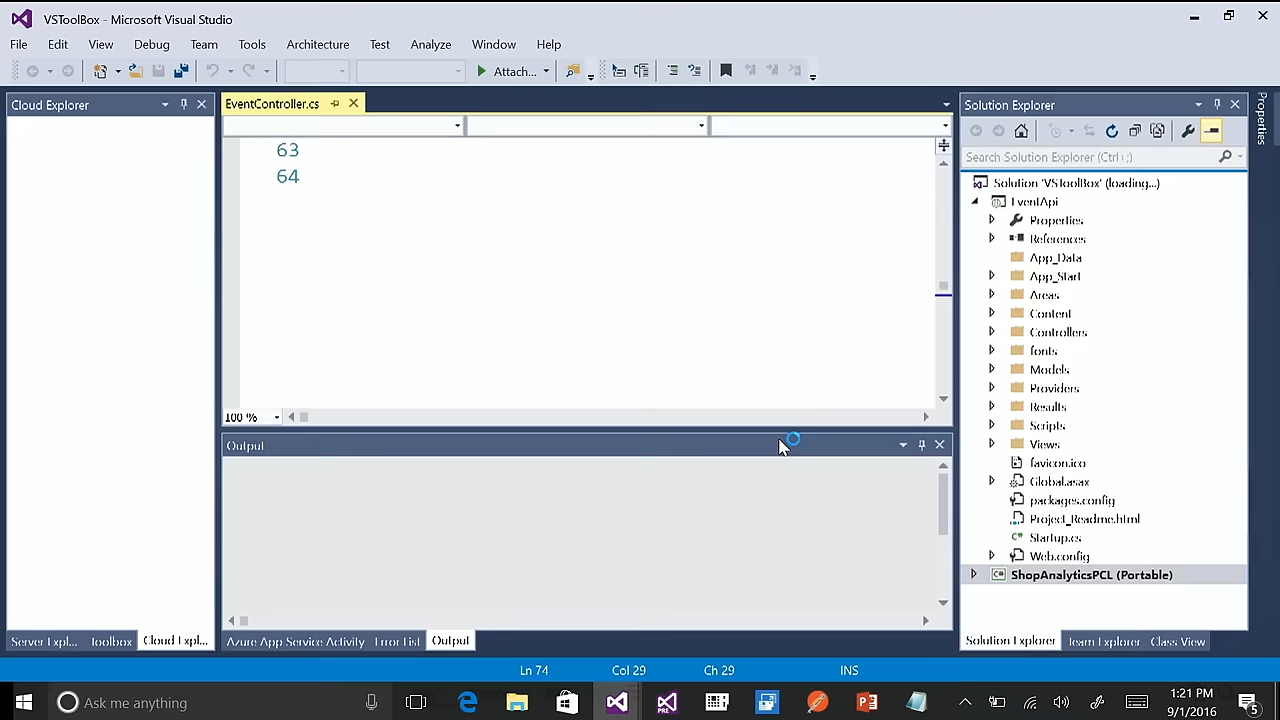 VSToolBox - Microsoft Visual Studio
File Edit View Debug Team Tools Architecture Test Analyze Window Help
Attach...
Cloud Explorer
EventController.cs
Solution Explorer
Properties
63
64
Search Solution Explorer (Ctrl+;)
Solution 'VSToolBox' (loading...)
EventApi
Properties
References
App_Data
App_Start
Areas
Content
Controllers
fonts
Models
Providers
Results
Scripts
Views
favicon.ico
Global.asax
packages.config
Project_Readme.html
Startup.cs
Web.config
ShopAnalyticsPCL (Portable)
100 %
Output
Server Expl... Toolbox Cloud Expl...
Azure App Service Activity Error List Output
Solution Explorer Team Explorer Class View
Ln 74 Col 29 Ch 29 INS
Ask me anything
1:21 PM
9/1/2016
5